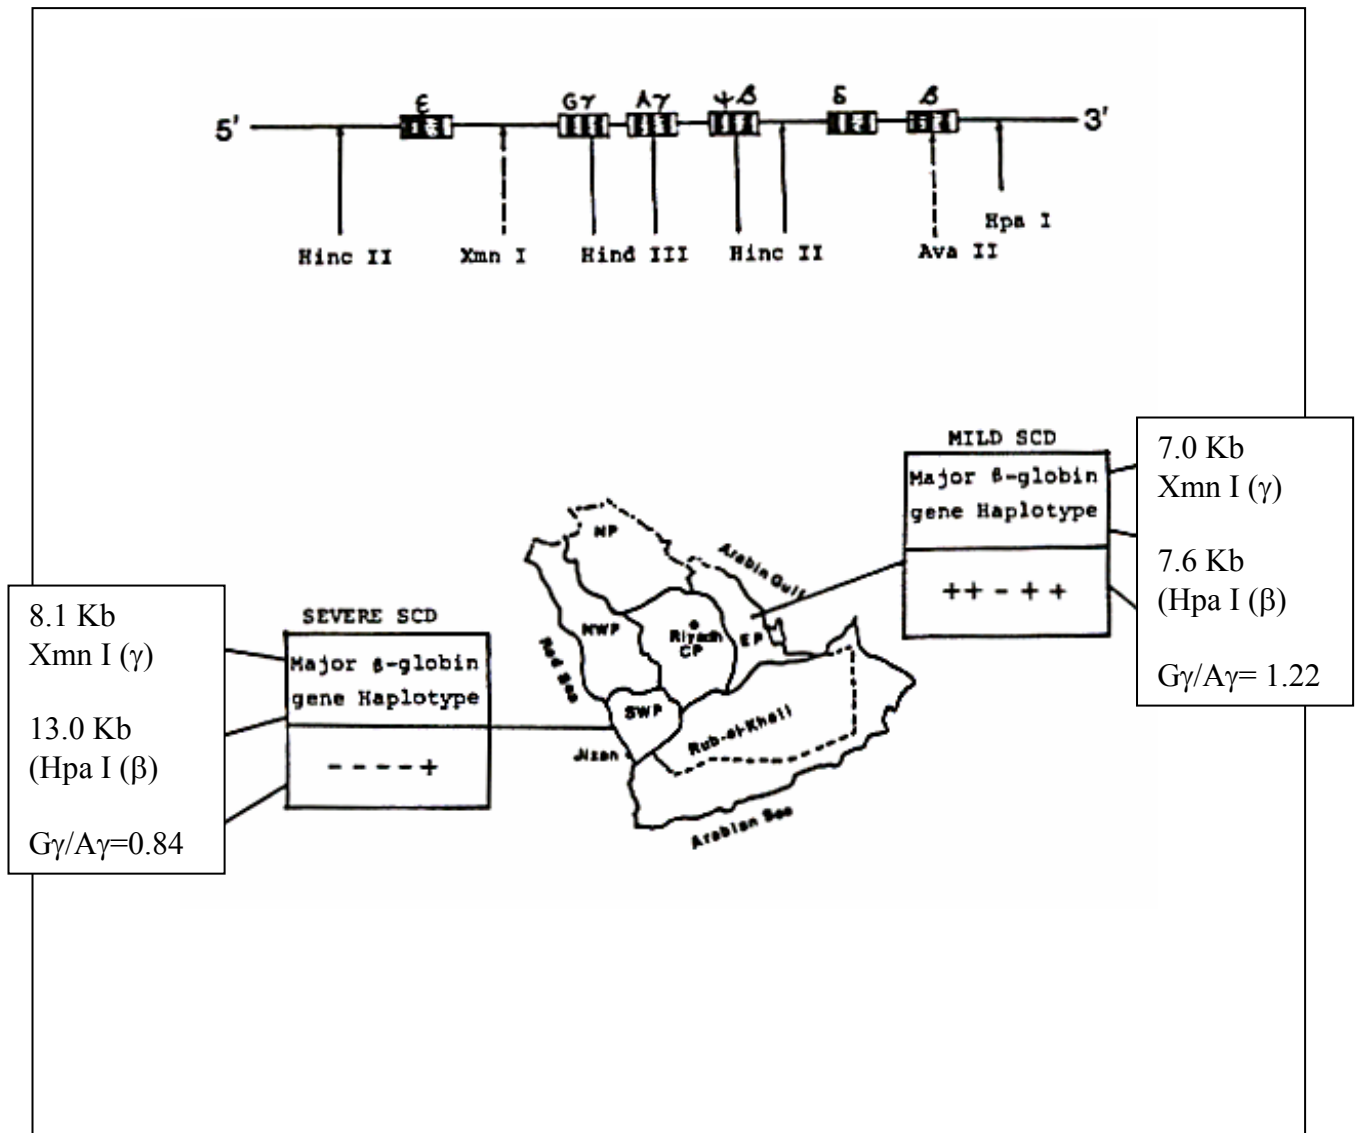 ε Gγ Aγ ψβ δ β
5' 3'
Hpa I
Hinc II Xmn I Hind III Hinc II Ava II
MILD SCD
Major β-globin
gene Haplotype
+ + - + +
7.0 Kb
Xmn I (γ)
7.6 Kb
(Hpa I (β)
Gγ/Aγ= 1.22
8.1 Kb
Xmn I (γ)
13.0 Kb
(Hpa I (β)
Gγ/Aγ=0.84
SEVERE SCD
Major β-globin
gene Haplotype
- - - - +
NP
Arabin Gulf
NWP
Riyadh
CP
EP
Red Sea
SWP
Jizan
Rub-al-Khali
Arabian Sea